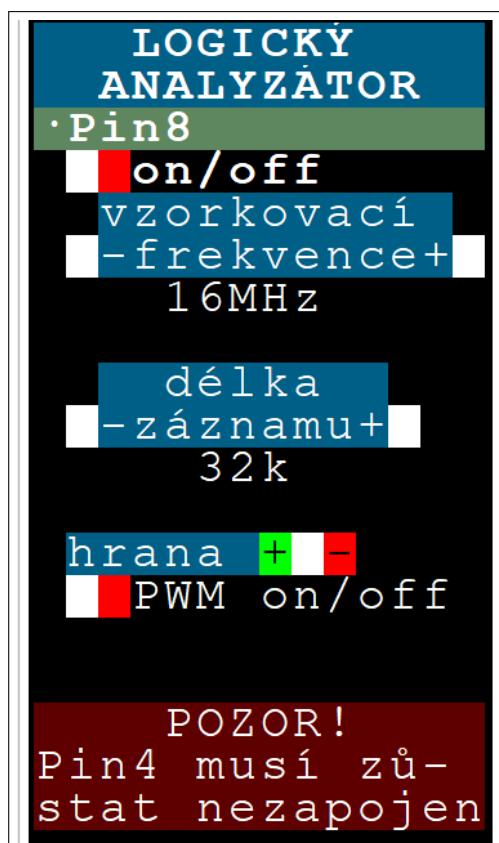 LOGICKÝ
ANALYZÁTOR
·Pin8
on/off
vzorkovací
-frekvence+
16MHz
délka
-záznamu+
32k
hrana + -
PWM on/off
POZOR!
Pin4 musí zů-
stat nezapojen